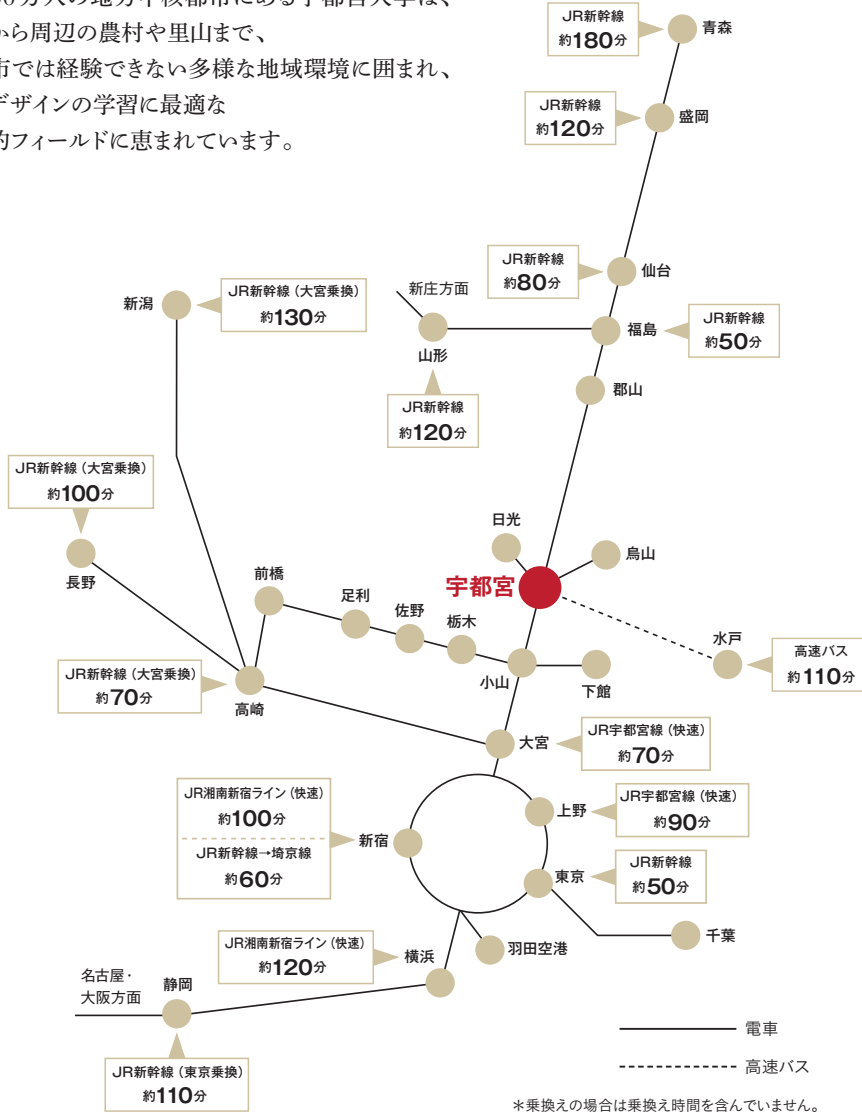 から周辺の農村や里山まで、
市では経験できない多様な地域環境に囲まれ、
デザインの学習に最適な
的フィールドに恵まれています。
JR新幹線
約180分
青森
JR新幹線
約120分
盛岡
JR新幹線
約80分
仙台
新庄方面
新潟
JR新幹線（大宮乗換）
約130分
山形
福島
JR新幹線
約50分
JR新幹線
約120分
郡山
JR新幹線（大宮乗換）
約100分
長野
日光
烏山
宇都宮
前橋
足利
佐野
栃木
小山
下館
水戸
高速バス
約110分
JR新幹線（大宮乗換）
約70分
高崎
大宮
JR宇都宮線（快速）
約70分
JR湘南新宿ライン（快速）
約100分
JR新幹線→埼京線
約60分
新宿
上野
JR宇都宮線（快速）
約90分
東京
JR新幹線
約50分
千葉
羽田空港
JR湘南新宿ライン（快速）
約120分
横浜
名古屋・
大阪方面
静岡
JR新幹線（東京乗換）
約110分
電車
高速バス
＊乗換えの場合は乗換え時間を含んでいません。